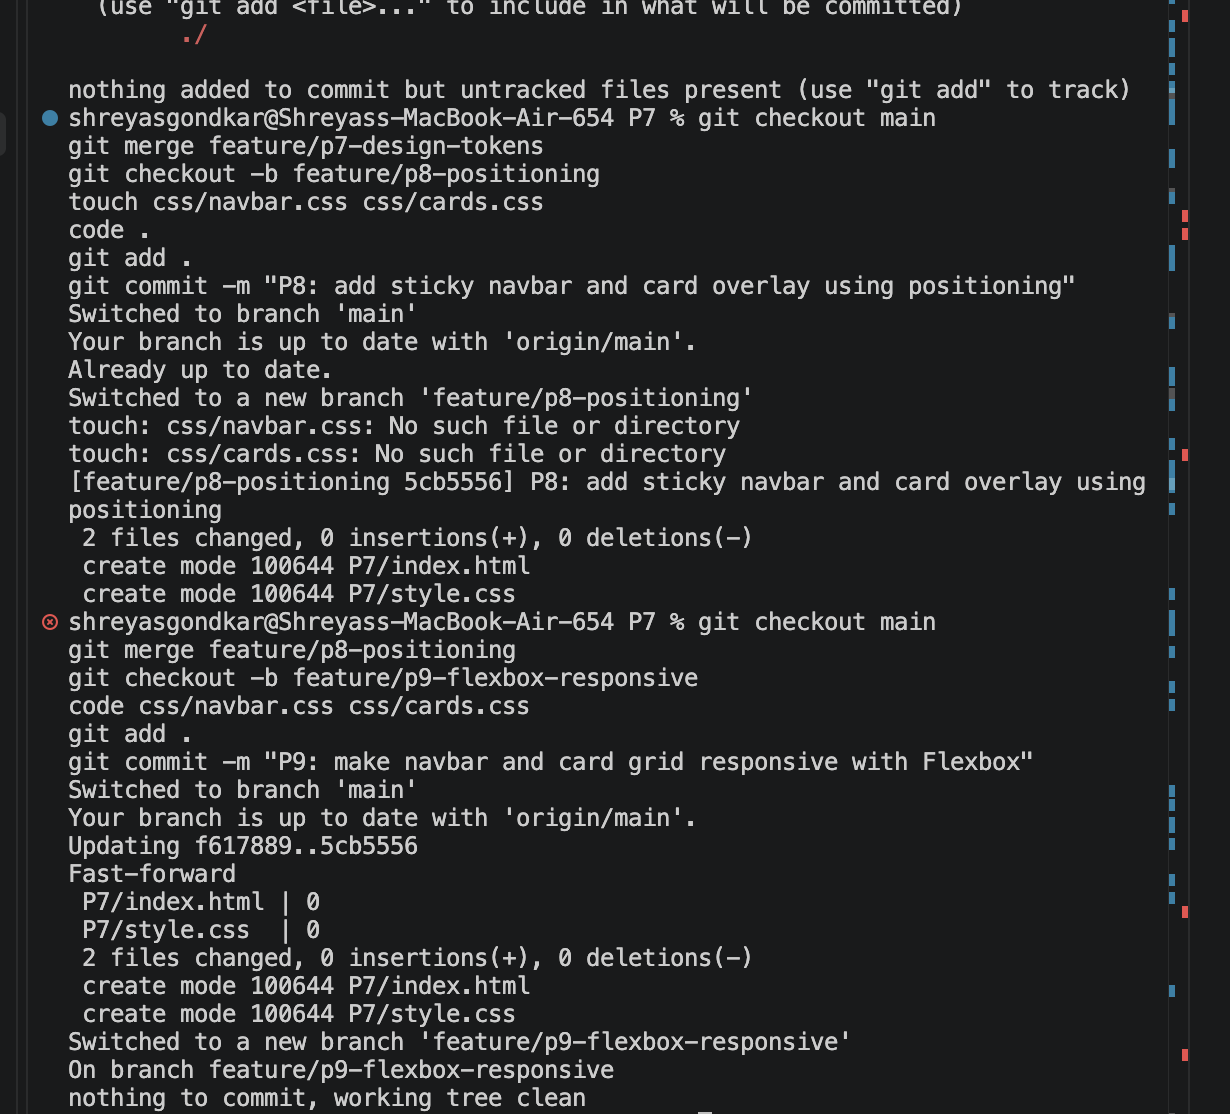 (use "git add <file>..." to include in what will be committed)
./
nothing added to commit but untracked files present (use "git add" to track)
shreyasgondkar@Shreyass-MacBook-Air-654 P7 % git checkout main
git merge feature/p7-design-tokens
git checkout -b feature/p8-positioning
touch css/navbar.css css/cards.css
code .
git add .
git commit -m "P8: add sticky navbar and card overlay using positioning"
Switched to branch 'main'
Your branch is up to date with 'origin/main'.
Already up to date.
Switched to a new branch 'feature/p8-positioning'
touch: css/navbar.css: No such file or directory
touch: css/cards.css: No such file or directory
[feature/p8-positioning 5cb5556] P8: add sticky navbar and card overlay using
positioning
2 files changed, 0 insertions(+), 0 deletions(-)
create mode 100644 P7/index.html
create mode 100644 P7/style.css
shreyasgondkar@Shreyass-MacBook-Air-654 P7 % git checkout main
git merge feature/p8-positioning
git checkout -b feature/p9-flexbox-responsive
code css/navbar.css css/cards.css
git add .
git commit -m "P9: make navbar and card grid responsive with Flexbox"
Switched to branch 'main'
Your branch is up to date with 'origin/main'.
Updating f617889..5cb5556
Fast-forward
P7/index.html | 0
P7/style.css  | 0
2 files changed, 0 insertions(+), 0 deletions(-)
create mode 100644 P7/index.html
create mode 100644 P7/style.css
Switched to a new branch 'feature/p9-flexbox-responsive'
On branch feature/p9-flexbox-responsive
nothing to commit, working tree clean